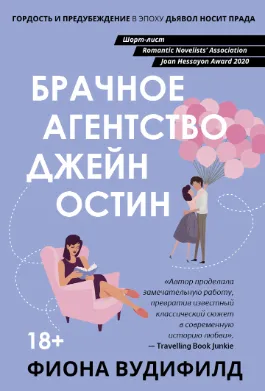 ГОРДОСТЬ И ПРЕДУБЕЖДЕНИЕ В ЭПОХУ ДЬЯВОЛ НОСИТ ПРАДА
Шорт-лист
Romantic Novelists' Association
Joan Hessayon Award 2020
БРАЧНОЕ
АГЕНТСТВО
ДЖЕЙН
ОСТИН
«Автор проделала
замечательную работу,
превратив известный
классический сюжет
в современную
историю любви».
— Travelling Book Junkie
18+
ФИОНА ВУДИФИЛД